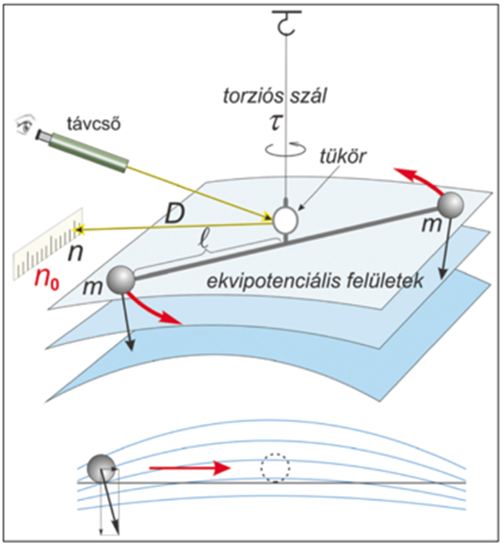 torziós szál
τ
távcső
tükör
D
m
n
ℓ
n₀
m
ekvipotenciális felületek